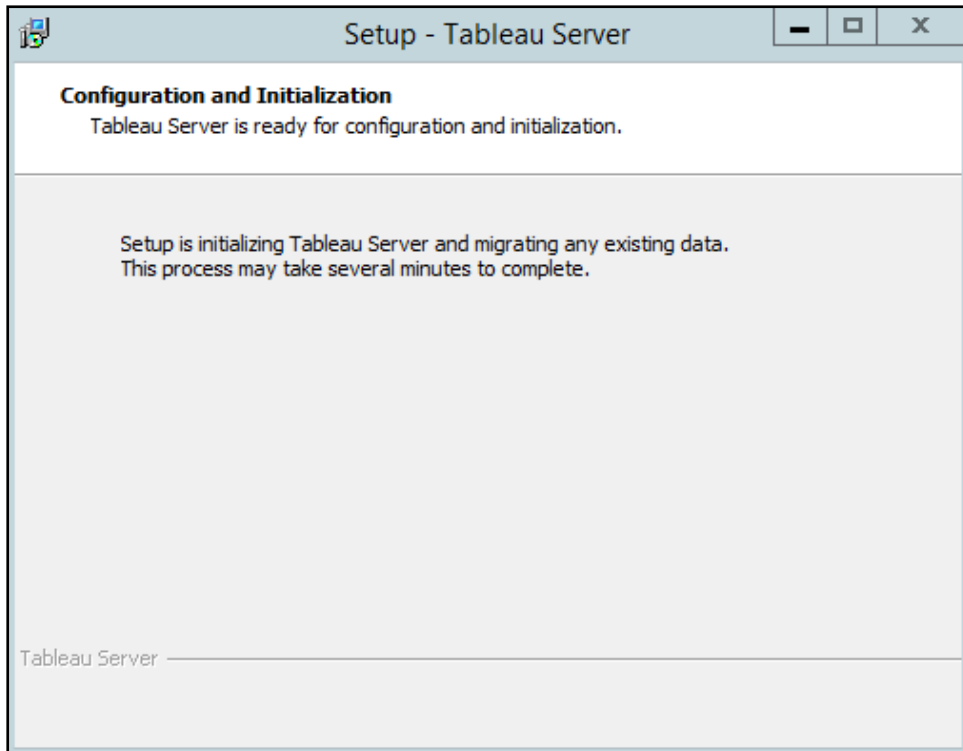 Setup - Tableau Server
Configuration and Initialization
Tableau Server is ready for configuration and initialization.
Setup is initializing Tableau Server and migrating any existing data.
This process may take several minutes to complete.
Tableau Server